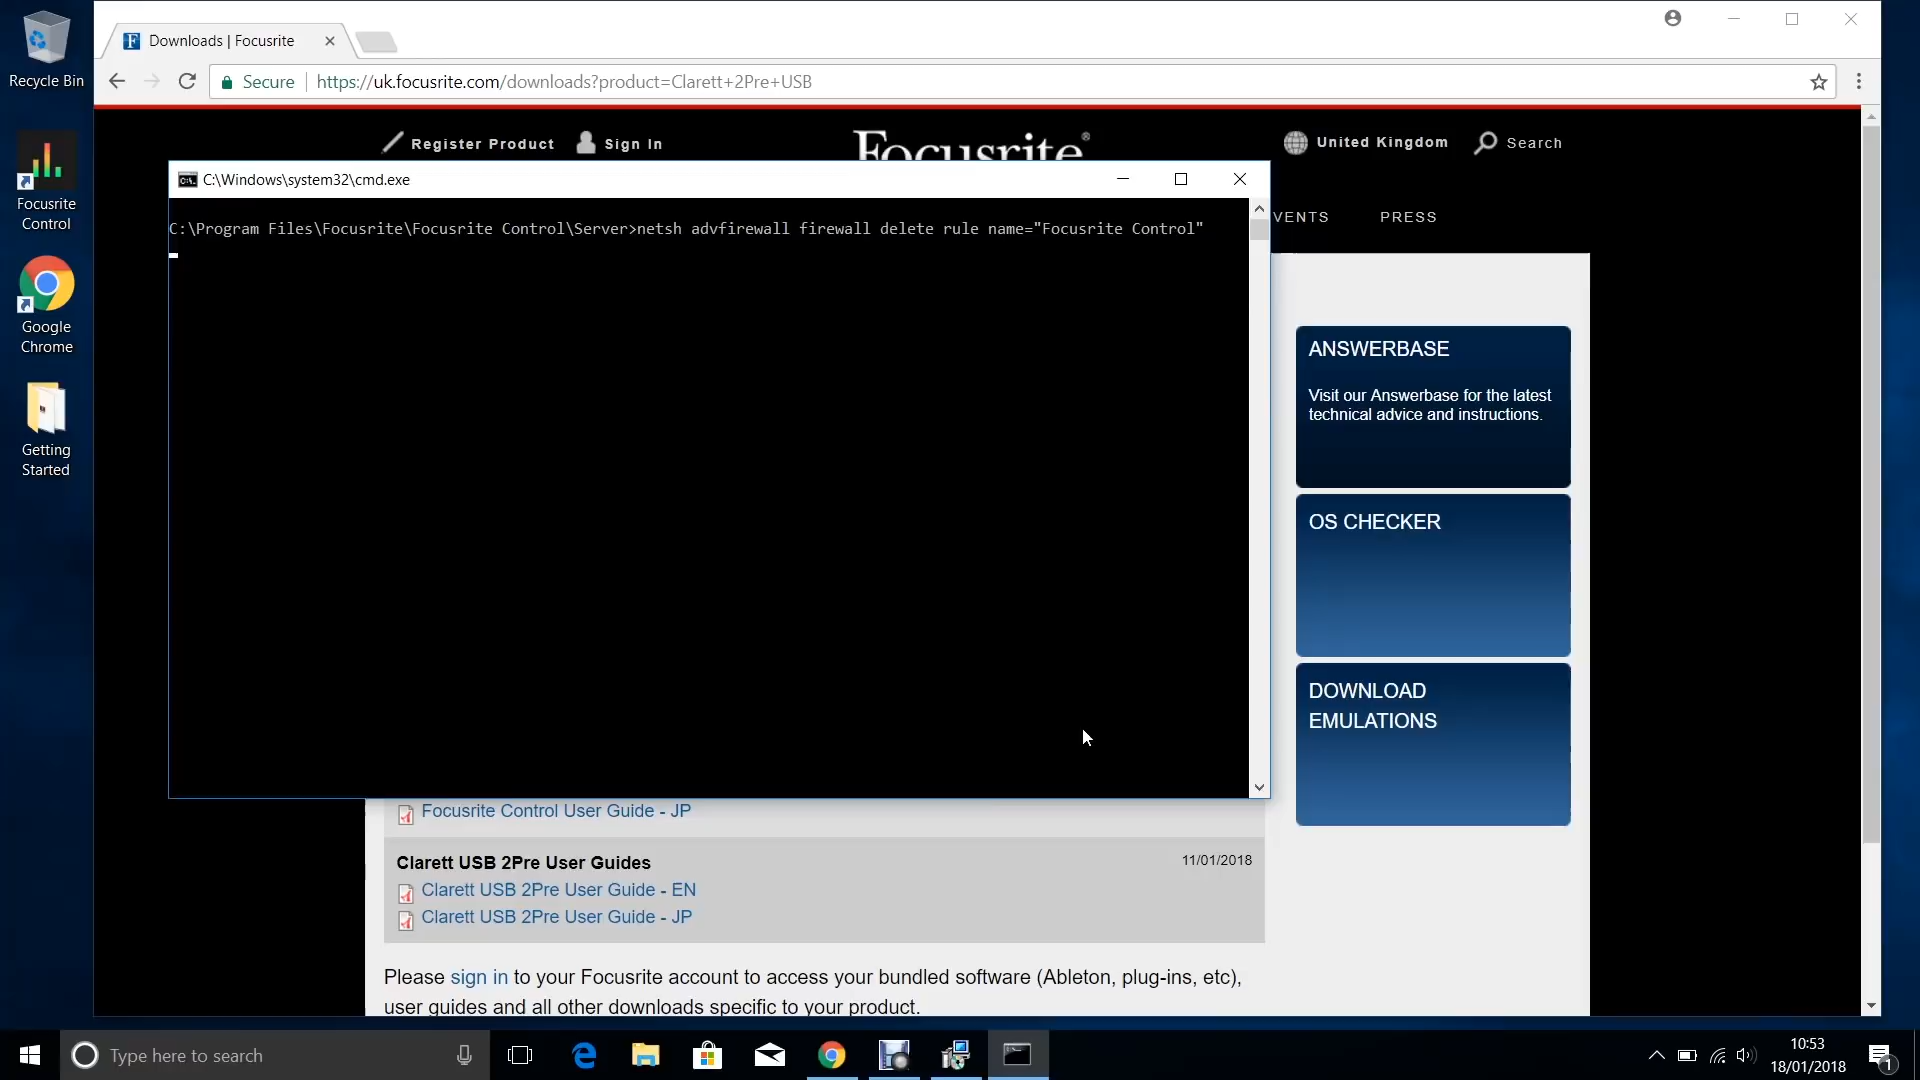 Recycle Bin
Focusrite
Control
Google
Chrome
Getting
Started
Downloads | Focusrite
Secure
https://uk.focusrite.com/downloads?product=Clarett+2Pre+USB
Register Product
Sign In
Focusrite®
United Kingdom
Search
C:\Windows\system32\cmd.exe
VENTS
PRESS
C:\Program Files\Focusrite\Focusrite Control\Server>netsh advfirewall firewall delete rule name="Focusrite Control"
ANSWERBASE
Visit our Answerbase for the latest
technical advice and instructions.
OS CHECKER
DOWNLOAD
EMULATIONS
Focusrite Control User Guide - JP
Clarett USB 2Pre User Guides
11/01/2018
Clarett USB 2Pre User Guide - EN
Clarett USB 2Pre User Guide - JP
Please sign in to your Focusrite account to access your bundled software (Ableton, plug-ins, etc),
user guides and all other downloads specific to your product.
Type here to search
10:53
18/01/2018
1